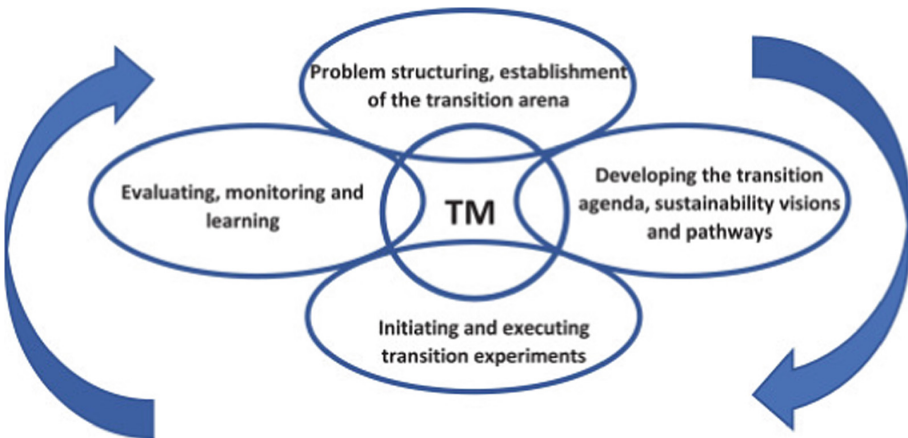 Problem structuring, establishment
of the transition arena
Evaluating, monitoring and
learning
TM
Developing the transition
agenda, sustainability visions
and pathways
Initiating and executing
transition experiments